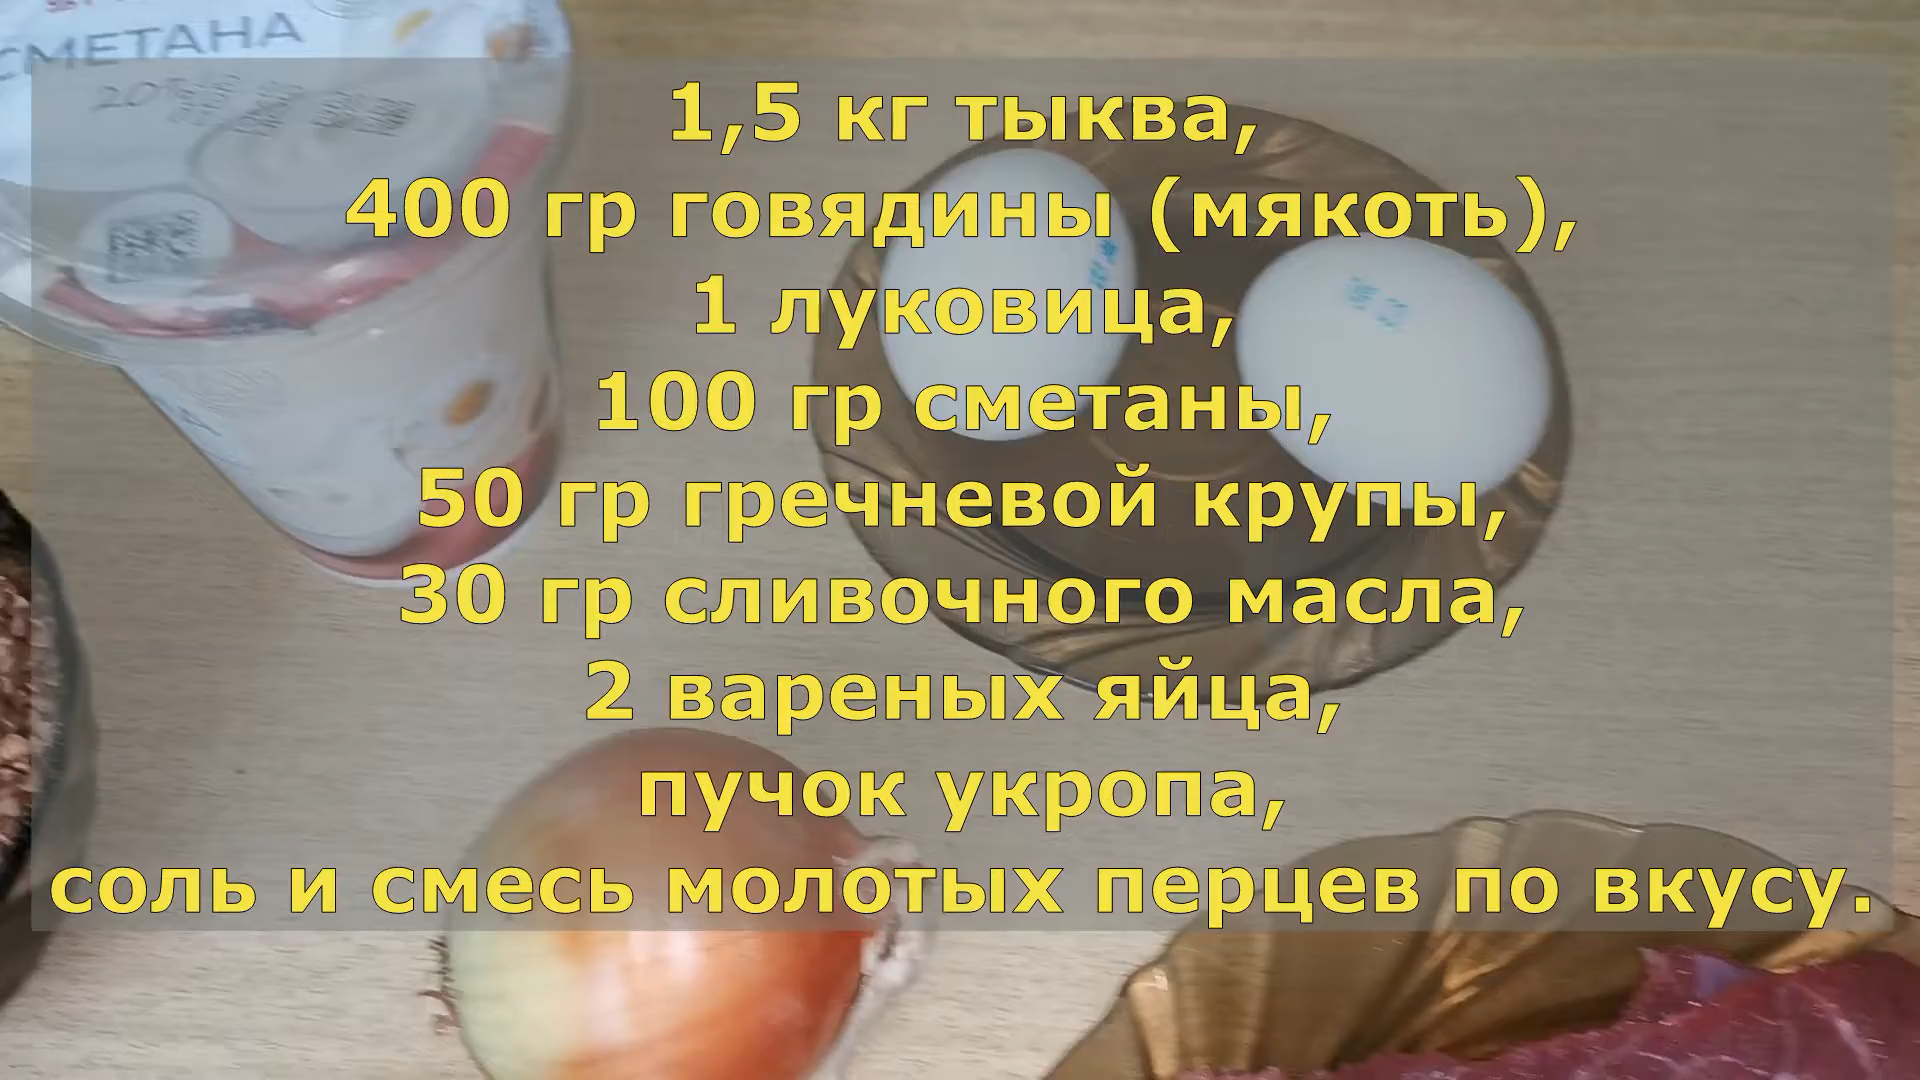 СМЕТАНА
20%
1,5 кг тыква,
400 гр говядины (мякоть),
1 луковица,
100 гр сметаны,
50 гр гречневой крупы,
30 гр сливочного масла,
2 вареных яйца,
пучок укропа,
соль и смесь молотых перцев по вкусу.